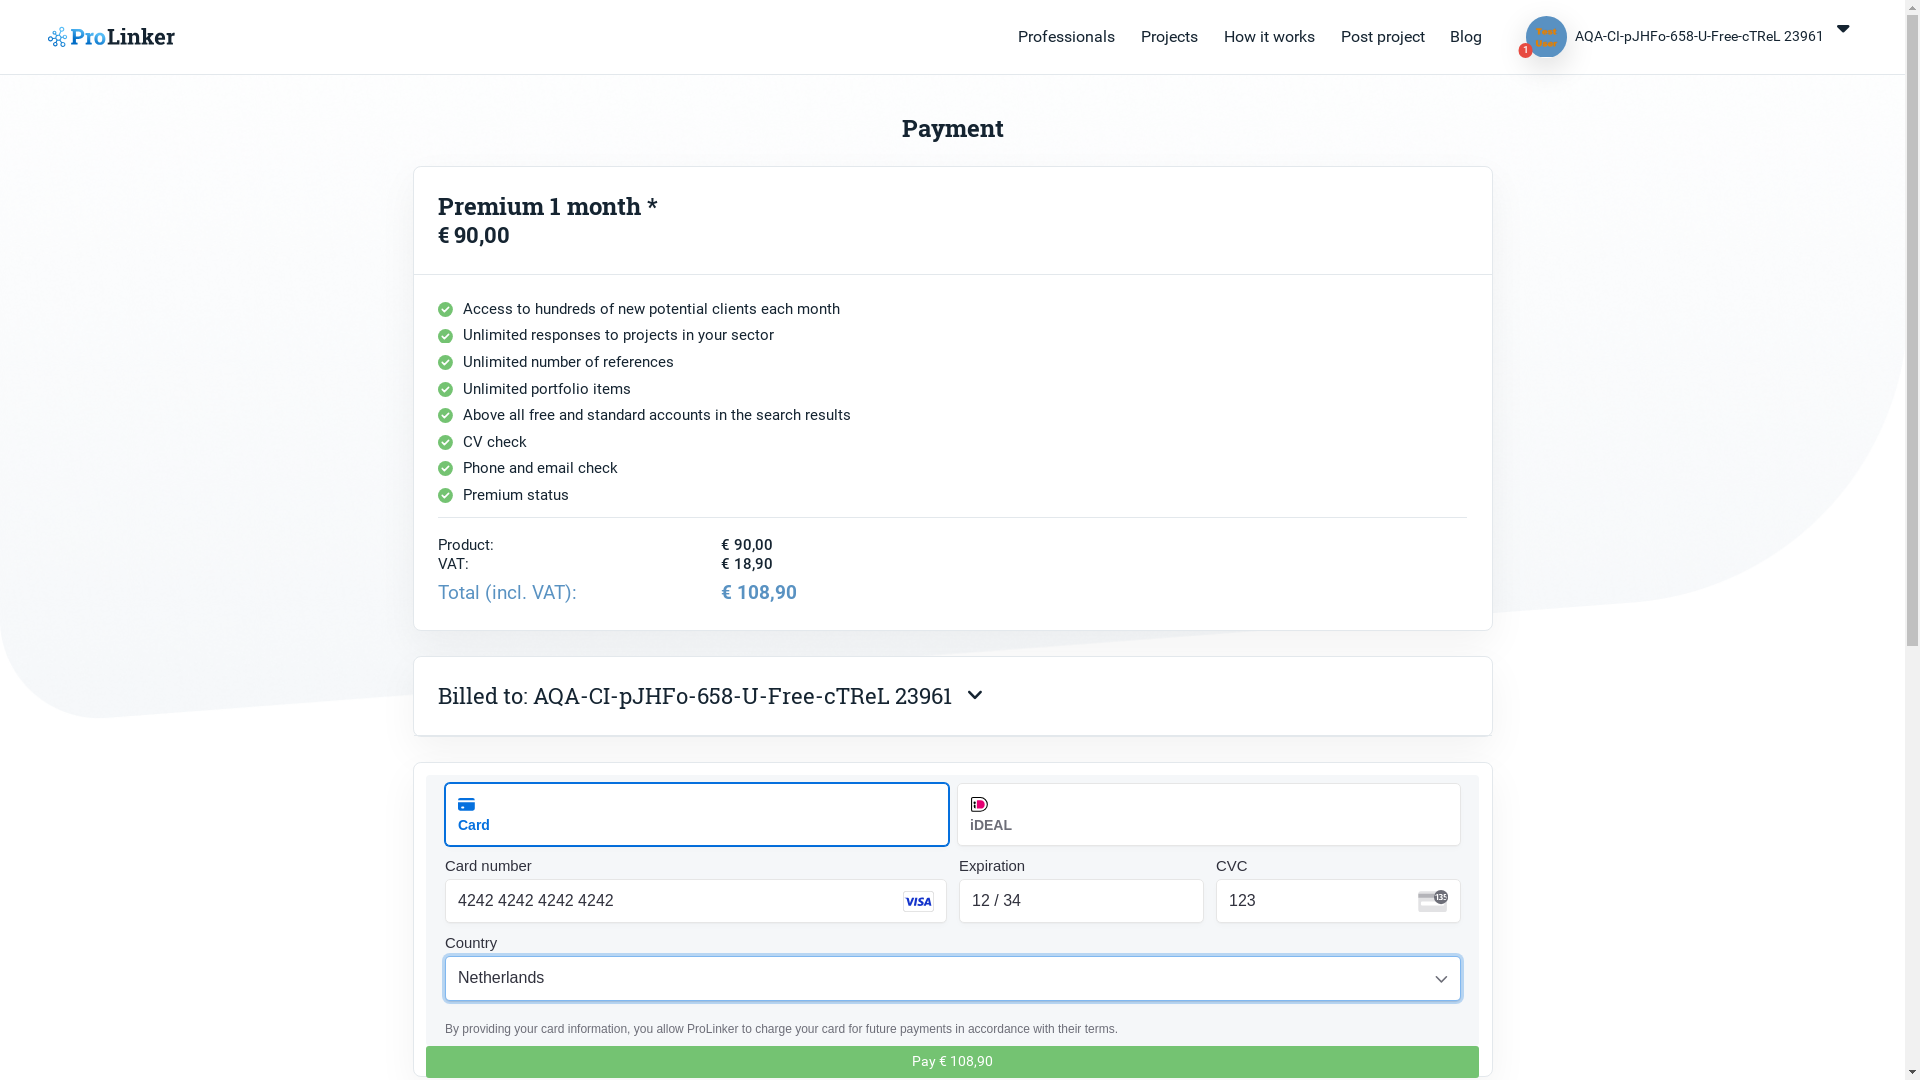 ProLinker
Professionals
Projects
How it works
Post project
Blog
Test
User
1
AQA-CI-pJHFo-658-U-Free-cTReL 23961
Payment
Premium 1 month *
€ 90,00
Access to hundreds of new potential clients each month
Unlimited responses to projects in your sector
Unlimited number of references
Unlimited portfolio items
Above all free and standard accounts in the search results
CV check
Phone and email check
Premium status
Product: € 90,00
VAT: € 18,90
Total (incl. VAT): € 108,90
Billed to: AQA-CI-pJHFo-658-U-Free-cTReL 23961
Card
iDEAL
Card number
Expiration
CVC
4242 4242 4242 4242
VISA
12 / 34
123
135
Country
Netherlands
By providing your card information, you allow ProLinker to charge your card for future payments in accordance with their terms.
Pay € 108,90